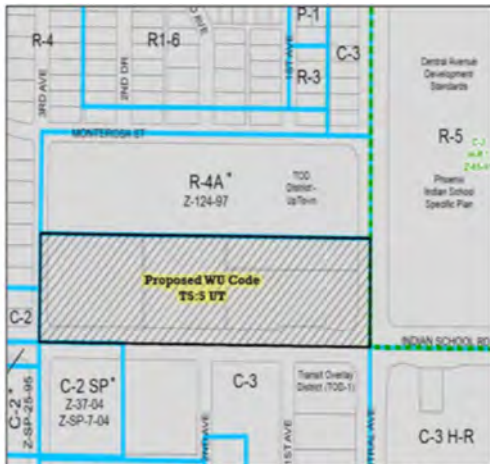 R-4
R1-6
P-1
R-3
C-3
3RD AVE
2ND DR
1ST AVE
MONTEROSA ST
Central Avenue
Development
Standards
R-5
Phoenix
Indian School
Specific Plan
R-4A*
Z-124-97
TOD
District -
UpTown
Proposed WU Code
T5:5 UT
C-2
INDIAN SCHOOL RD
C-2*
Z-SP-25-95
C-2 SP*
Z-37-04
Z-SP-7-04
C-3
Transit Overlay
District (TOD-1)
1ST AVE
TRAL AVE
C-3 H-R